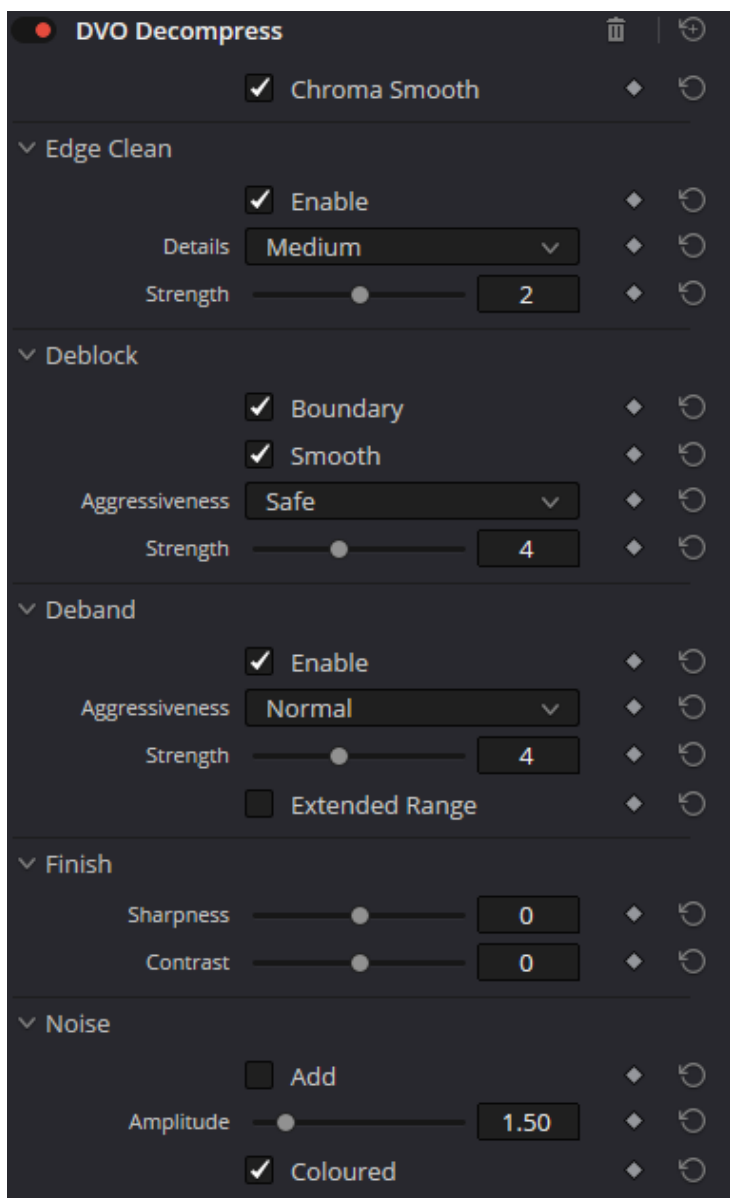 DVO Decompress
Chroma Smooth
Edge Clean
Enable
Details Medium
Strength 2
Deblock
Boundary
Smooth
Aggressiveness Safe
Strength 4
Deband
Enable
Aggressiveness Normal
Strength 4
Extended Range
Finish
Sharpness 0
Contrast 0
Noise
Add
Amplitude 1.50
Coloured